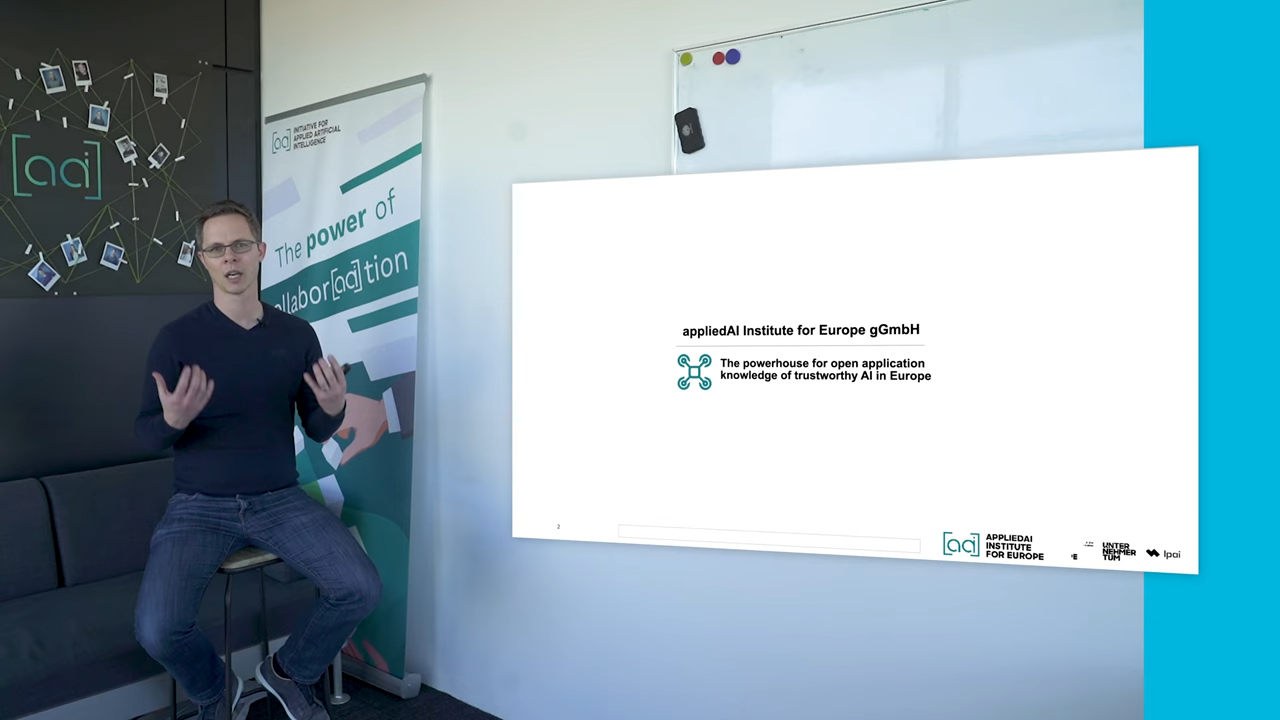 [aai]
[aai]
INITIATIVE FOR
APPLIED ARTIFICIAL
INTELLIGENCE
The power of
llabor[aai]tion
appliedAI Institute for Europe gGmbH
The powerhouse for open application
knowledge of trustworthy AI in Europe
2
[aai]
APPLIEDAI
INSTITUTE
FOR EUROPE
UNTER
NEHMER
TUM
Ipai